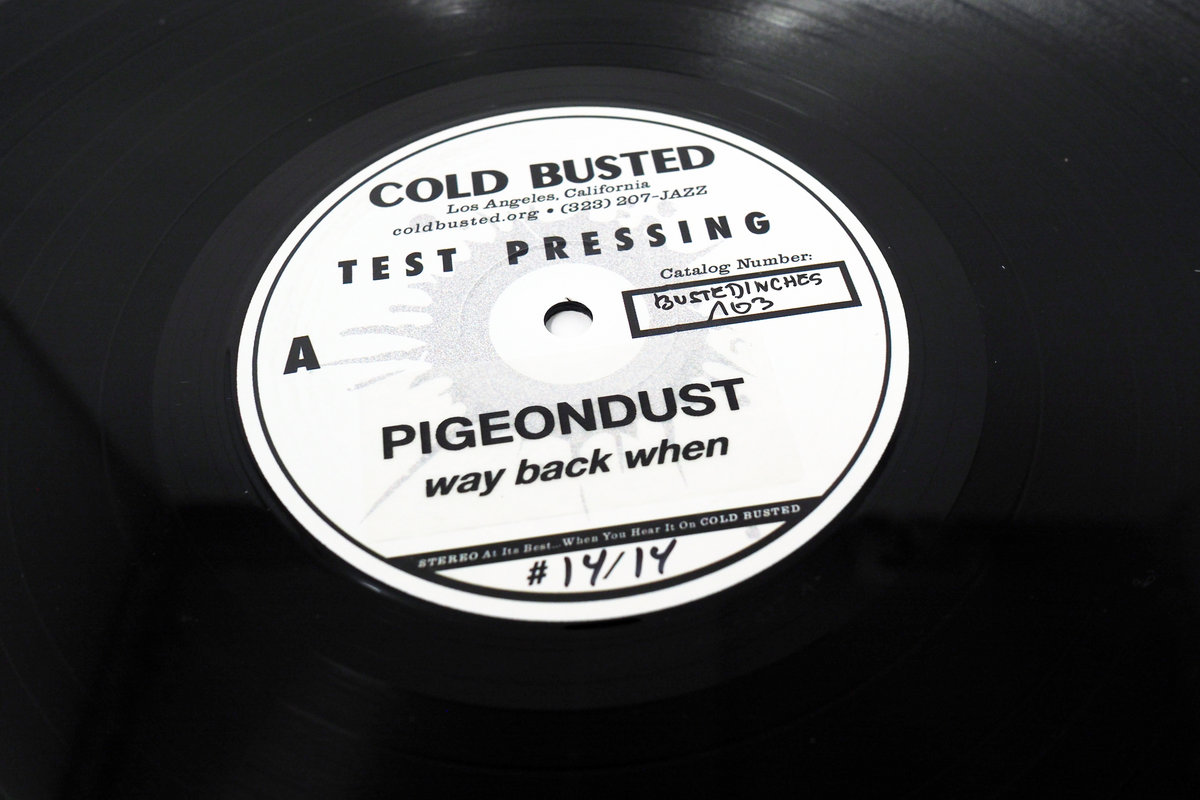 COLD BUSTED
Los Angeles, California
coldbusted.org • (323) 207-JAZZ
TEST PRESSING
Catalog Number:
BUSTEDINCHES
103
A
PIGEONDUST
way back when
STEREO At Its Best...When You Hear It On COLD BUSTED
#14/14